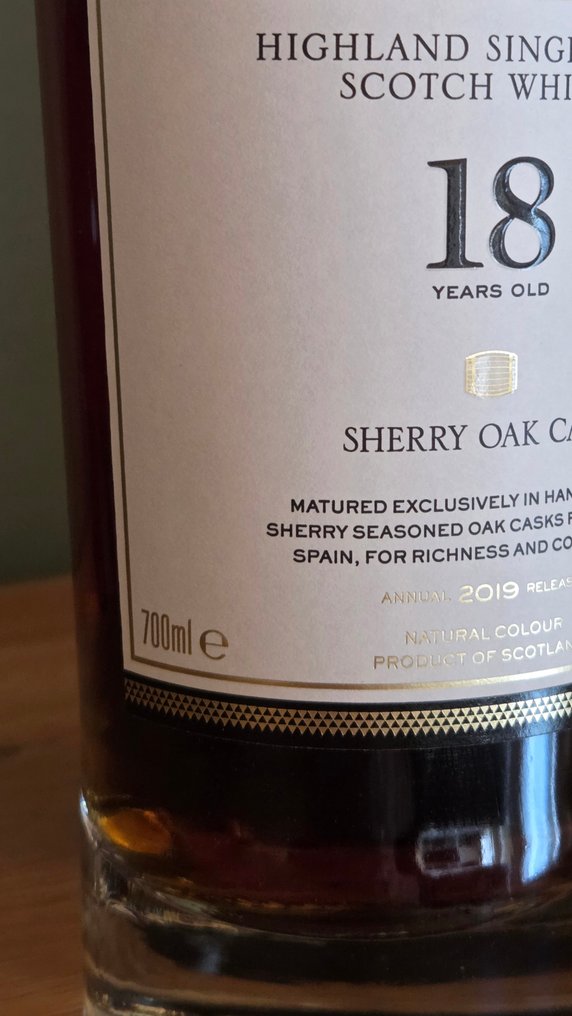 HIGHLAND SING
SCOTCH WHI
18
YEARS OLD
SHERRY OAK CA
MATURED EXCLUSIVELY IN HAN
SHERRY SEASONED OAK CASKS F
SPAIN, FOR RICHNESS AND CO
ANNUAL 2019 RELEAS
NATURAL COLOUR
PRODUCT OF SCOTLAN
700ml ℮